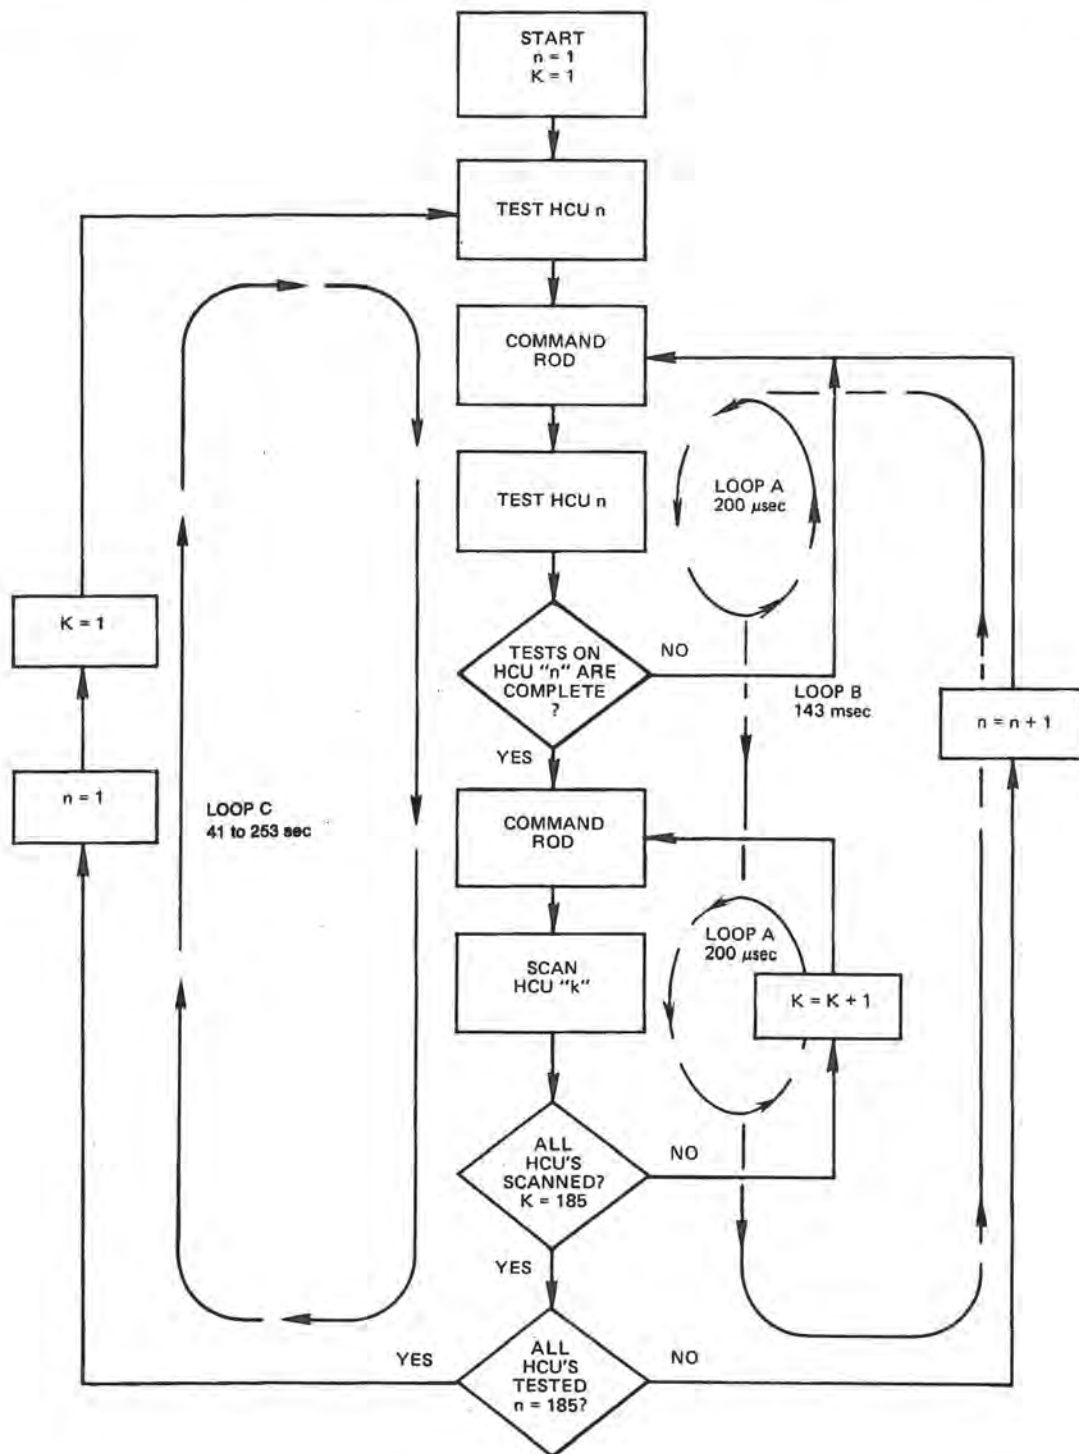 START
n = 1
K = 1
TEST HCU n
COMMAND
ROD
TEST HCU n
LOOP A
200 μsec
K = 1
TESTS ON
HCU "n" ARE
COMPLETE
?
NO
LOOP B
143 msec
n = n + 1
YES
n = 1
LOOP C
41 to 253 sec
COMMAND
ROD
LOOP A
200 μsec
SCAN
HCU "k"
K = K + 1
ALL
HCU'S
SCANNED?
K = 185
NO
YES
ALL
HCU'S
TESTED
n = 185?
YES
NO